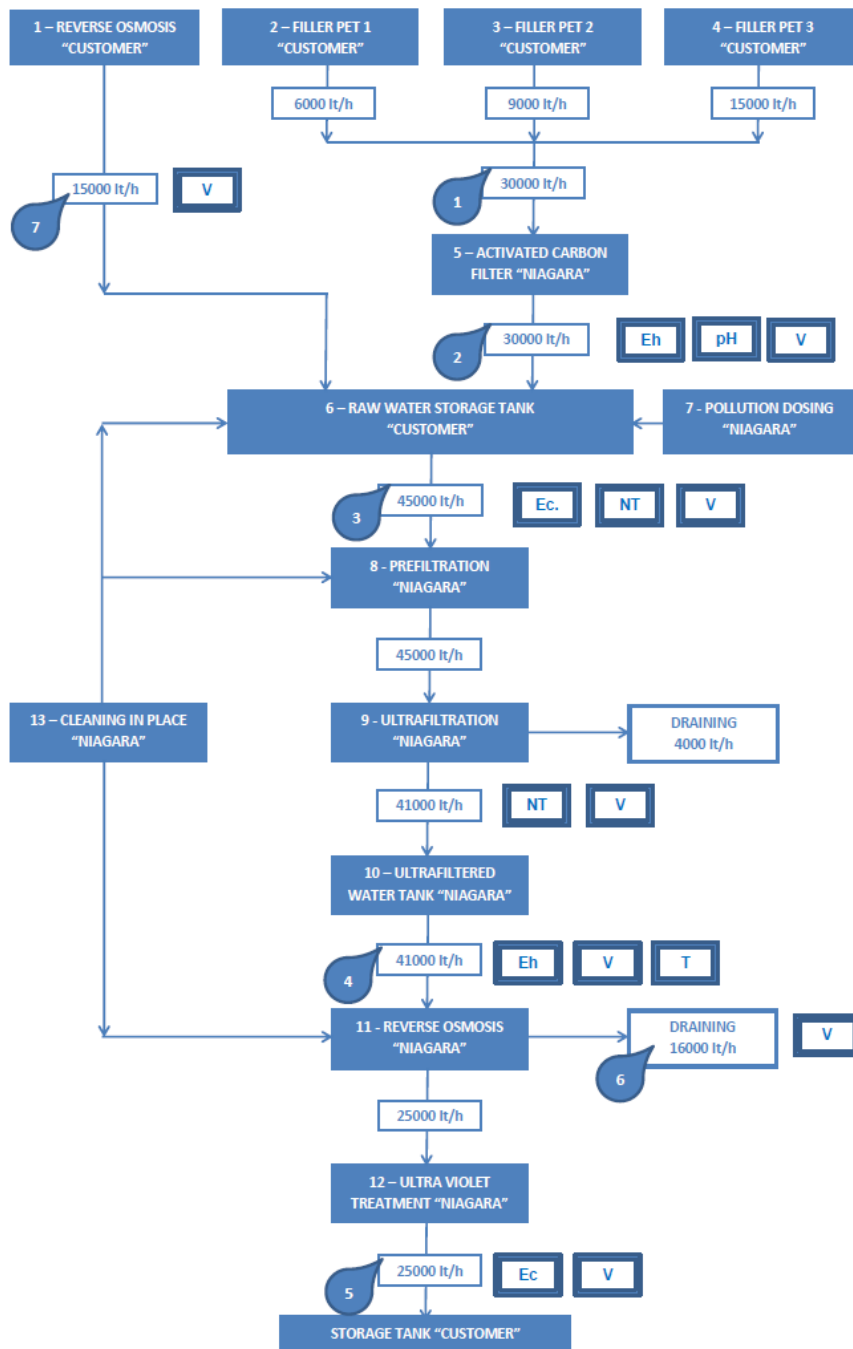 1 – REVERSE OSMOSIS
“CUSTOMER”
2 – FILLER PET 1
“CUSTOMER”
3 – FILLER PET 2
“CUSTOMER”
4 – FILLER PET 3
“CUSTOMER”
6000 lt/h
9000 lt/h
15000 lt/h
15000 lt/h
V
7
30000 lt/h
1
5 – ACTIVATED CARBON
FILTER “NIAGARA”
30000 lt/h
2
Eh
pH
V
6 – RAW WATER STORAGE TANK
“CUSTOMER”
7 - POLLUTION DOSING
“NIAGARA”
45000 lt/h
3
Ec.
NT
V
8 - PREFILTRATION
“NIAGARA”
45000 lt/h
13 – CLEANING IN PLACE
“NIAGARA”
9 - ULTRAFILTRATION
“NIAGARA”
DRAINING
4000 lt/h
41000 lt/h
NT
V
10 – ULTRAFILTERED
WATER TANK “NIAGARA”
41000 lt/h
4
Eh
V
T
11 - REVERSE OSMOSIS
“NIAGARA”
DRAINING
16000 lt/h
V
6
25000 lt/h
12 – ULTRA VIOLET
TREATMENT “NIAGARA”
25000 lt/h
5
Ec
V
STORAGE TANK “CUSTOMER”